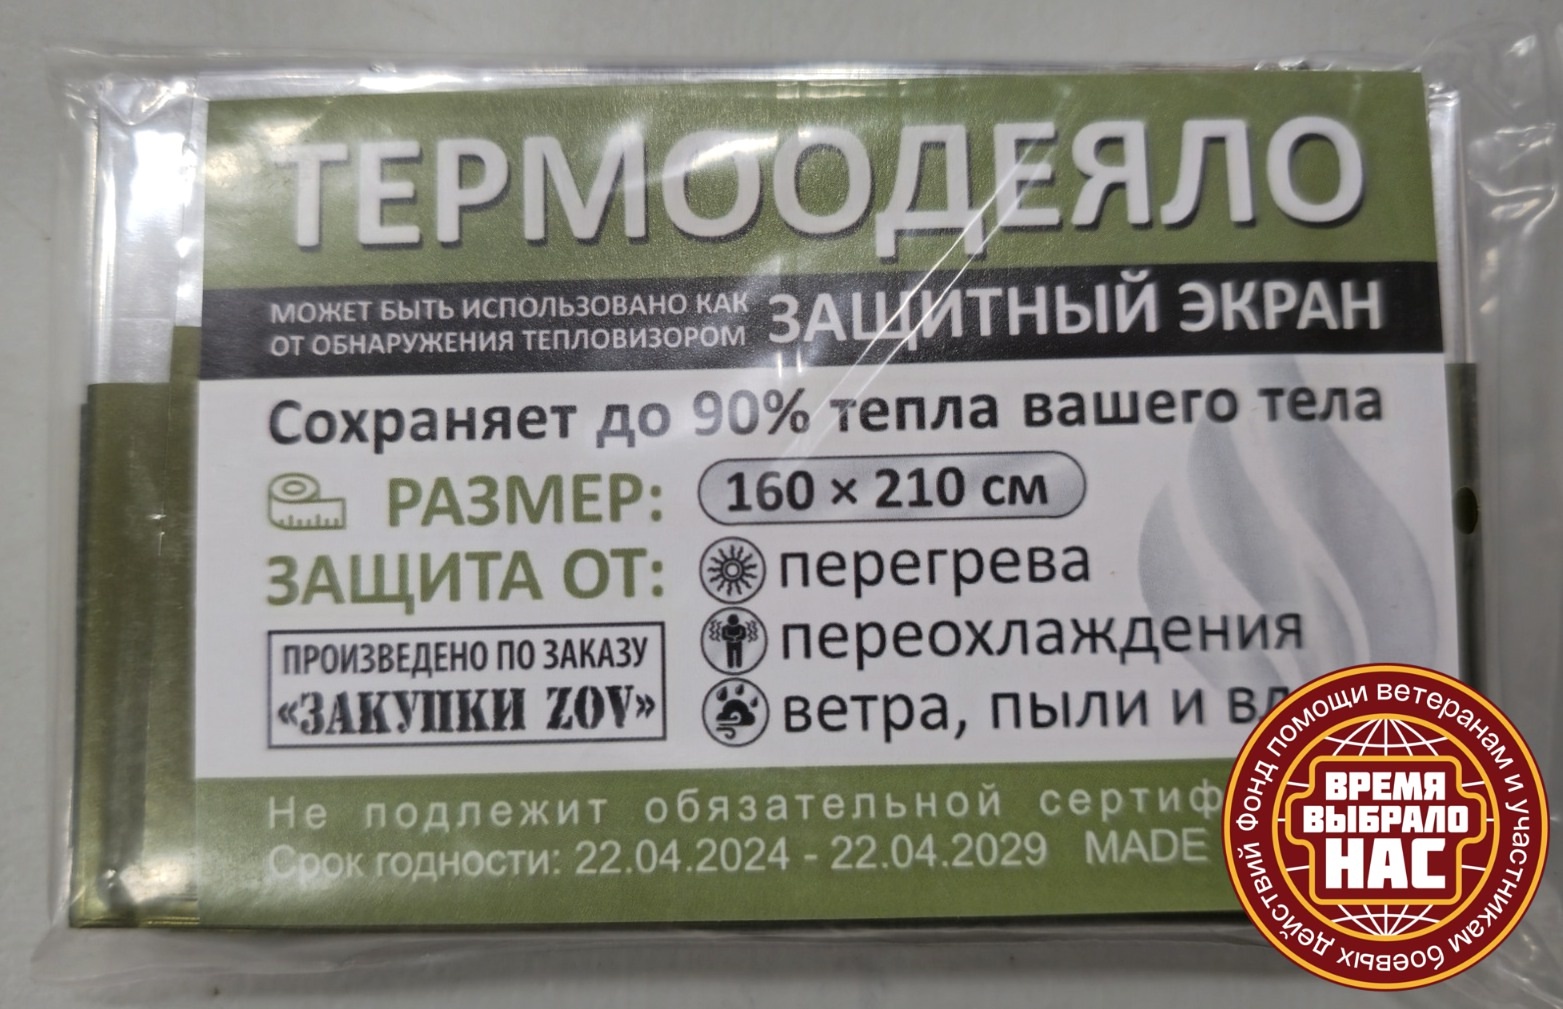 ТЕРМООДЕЯЛО
МОЖЕТ БЫТЬ ИСПОЛЬЗОВАНО КАК
ОТ ОБНАРУЖЕНИЯ ТЕПЛОВИЗОРОМ
ЗАЩИТНЫЙ ЭКРАН
Сохраняет до 90% тепла вашего тела
РАЗМЕР: 160 × 210 см
ЗАЩИТА ОТ: перегрева
переохлаждения
ветра, пыли и
ПРОИЗВЕДЕНО ПО ЗАКАЗУ
«ЗАКУПКИ ZOV»
Не подлежит обязательной
Срок годности: 22.04.2024 - 22.04.2029 MADE
Фонд помощи ветеранам и участникам боевых действий
ВРЕМЯ
ВЫБРАЛО
НАС